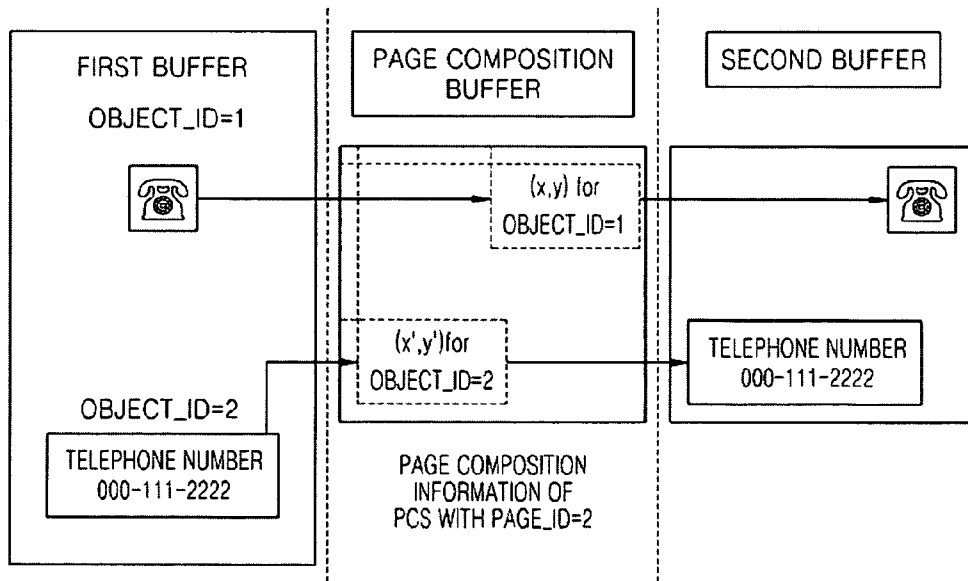 FIRST BUFFER
OBJECT_ID=1
OBJECT_ID=2
TELEPHONE NUMBER
000-111-2222
PAGE COMPOSITION
BUFFER
(x,y) for
OBJECT_ID=1
(x',y')for
OBJECT_ID=2
PAGE COMPOSITION
INFORMATION OF
PCS WITH PAGE_ID=2
SECOND BUFFER
TELEPHONE NUMBER
000-111-2222